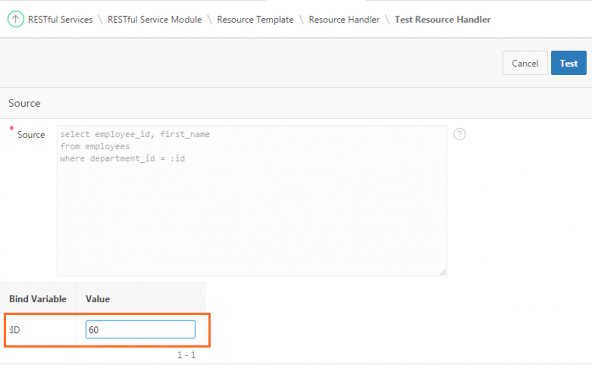 RESTful Services \ RESTful Service Module \ Resource Template \ Resource Handler \ Test Resource Handler
Cancel Test
Source
* Source
select employee_id, first_name
from employees
where department_id = :id
?
Bind Variable Value
:ID 60
1 - 1